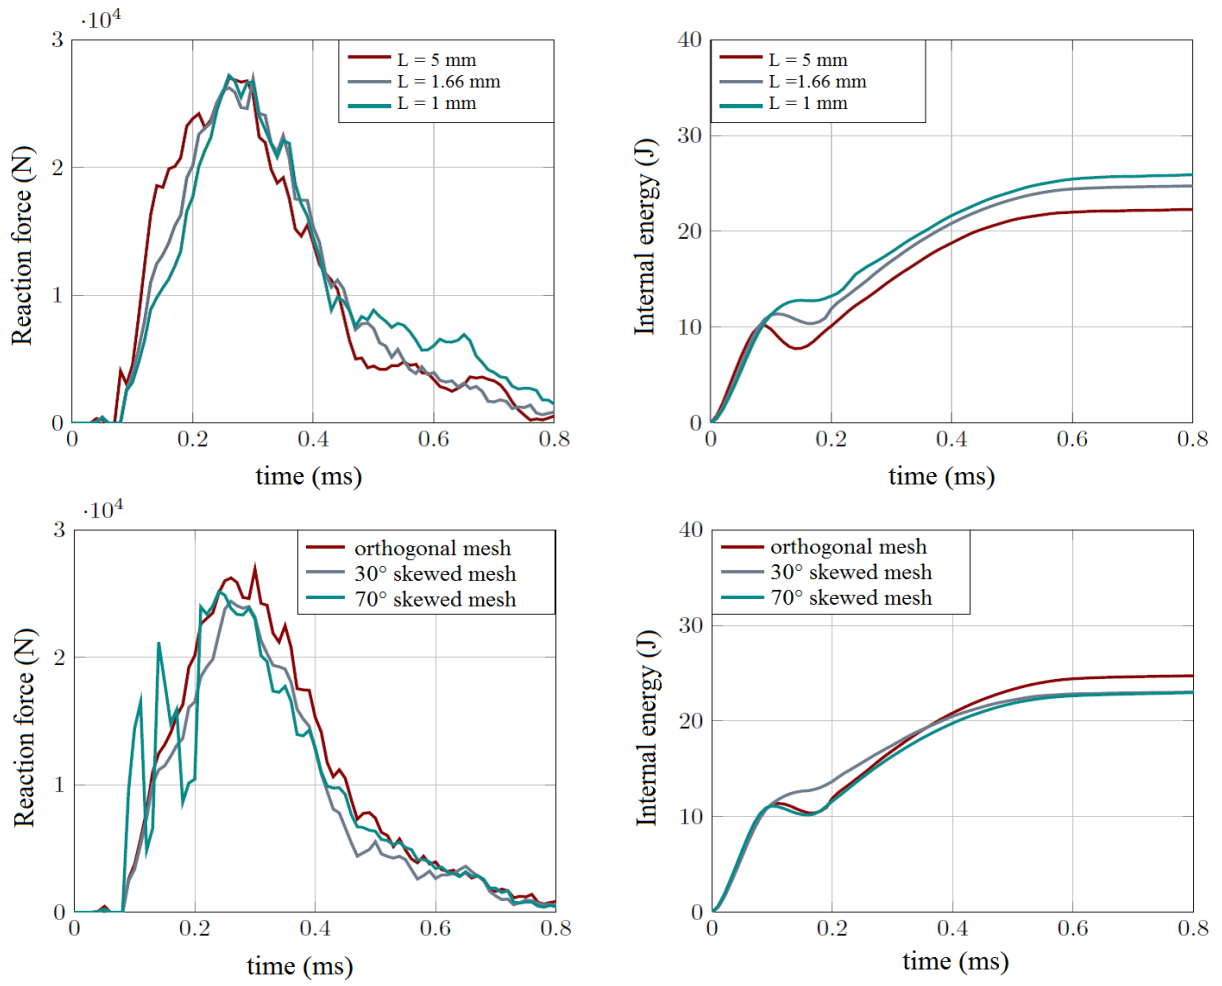 ·10⁴
3
2
1
0
0
0.2
0.4
0.6
0.8
Reaction force (N)
time (ms)
L = 5 mm
L = 1.66 mm
L = 1 mm
40
30
20
10
0
0
0.2
0.4
0.6
0.8
Internal energy (J)
time (ms)
L = 5 mm
L =1.66 mm
L = 1 mm
·10⁴
3
2
1
0
0
0.2
0.4
0.6
0.8
Reaction force (N)
time (ms)
orthogonal mesh
30° skewed mesh
70° skewed mesh
40
30
20
10
0
0
0.2
0.4
0.6
0.8
Internal energy (J)
time (ms)
orthogonal mesh
30° skewed mesh
70° skewed mesh